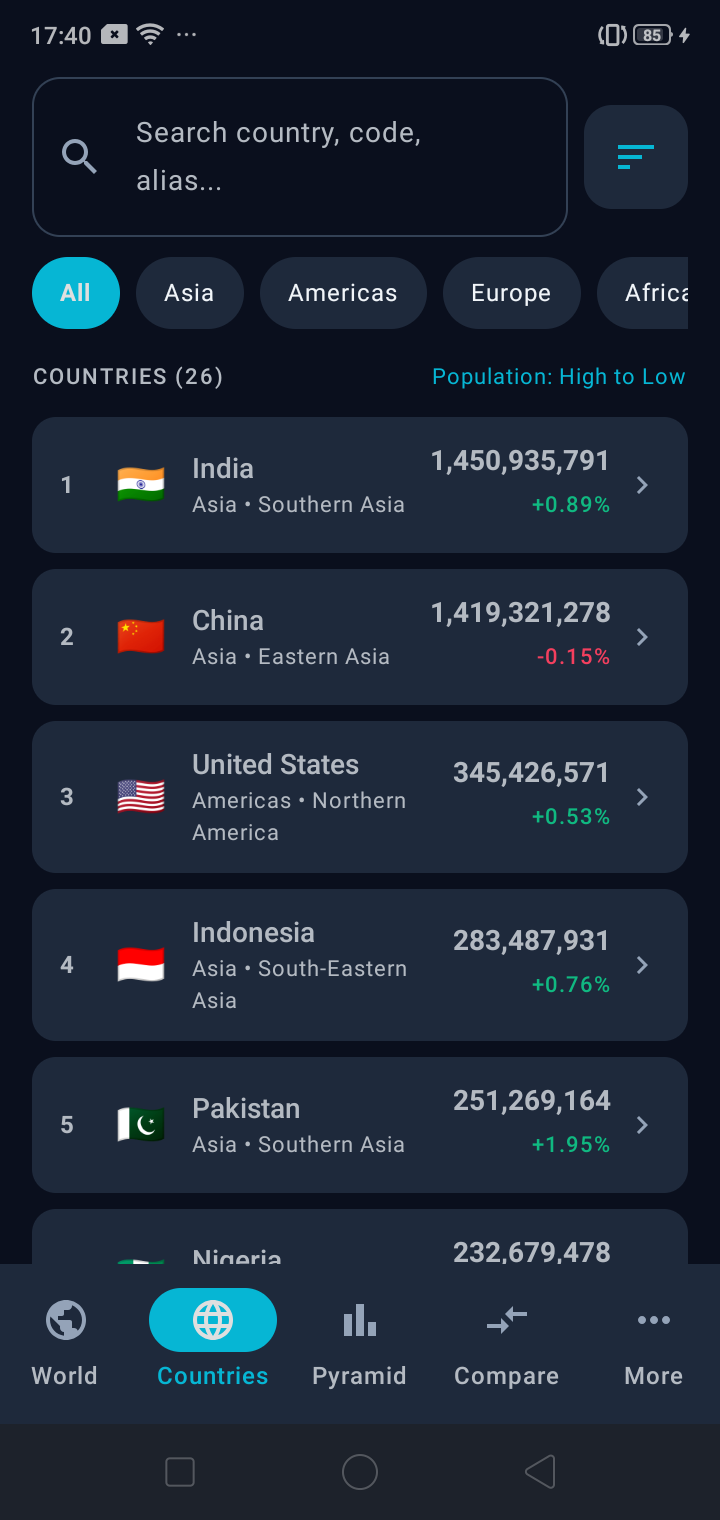 17:40
85
Search country, code,
alias...
All Asia Americas Europe Africa
COUNTRIES (26) Population: High to Low
1 India 1,450,935,791
Asia • Southern Asia +0.89%
2 China 1,419,321,278
Asia • Eastern Asia -0.15%
3 United States 345,426,571
Americas • Northern
America +0.53%
4 Indonesia 283,487,931
Asia • South-Eastern
Asia +0.76%
5 Pakistan 251,269,164
Asia • Southern Asia +1.95%
Nigeria 232,679,478
World Countries Pyramid Compare More